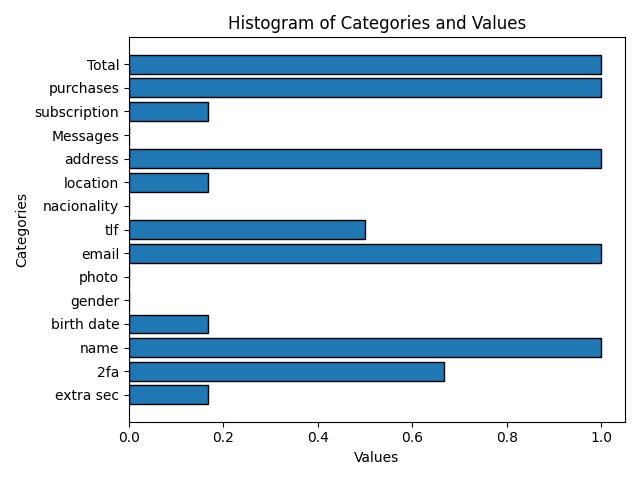 Histogram of Categories and Values
Total
purchases
subscription
Messages
address
location
nacionality
tlf
email
photo
gender
birth date
name
2fa
extra sec
Categories
0.0 0.2 0.4 0.6 0.8 1.0
Values